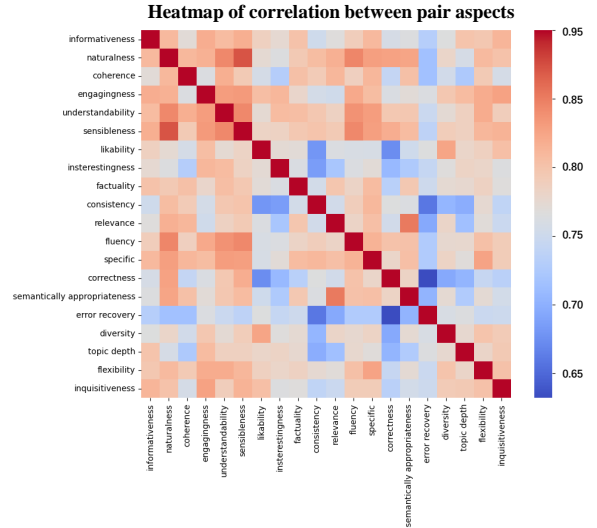 Heatmap of correlation between pair aspects
informativeness
naturalness
coherence
engagingness
understandability
sensibleness
likability
insterestingness
factuality
consistency
relevance
fluency
specific
correctness
semantically appropriateness
error recovery
diversity
topic depth
flexibility
inquisitiveness
0.95
0.85
0.80
0.75
0.70
0.65
informativeness
naturalness
coherence
engagingness
understandability
sensibleness
likability
insterestingness
factuality
consistency
relevance
fluency
specific
correctness
semantically appropriateness
error recovery
diversity
topic depth
flexibility
inquisitiveness